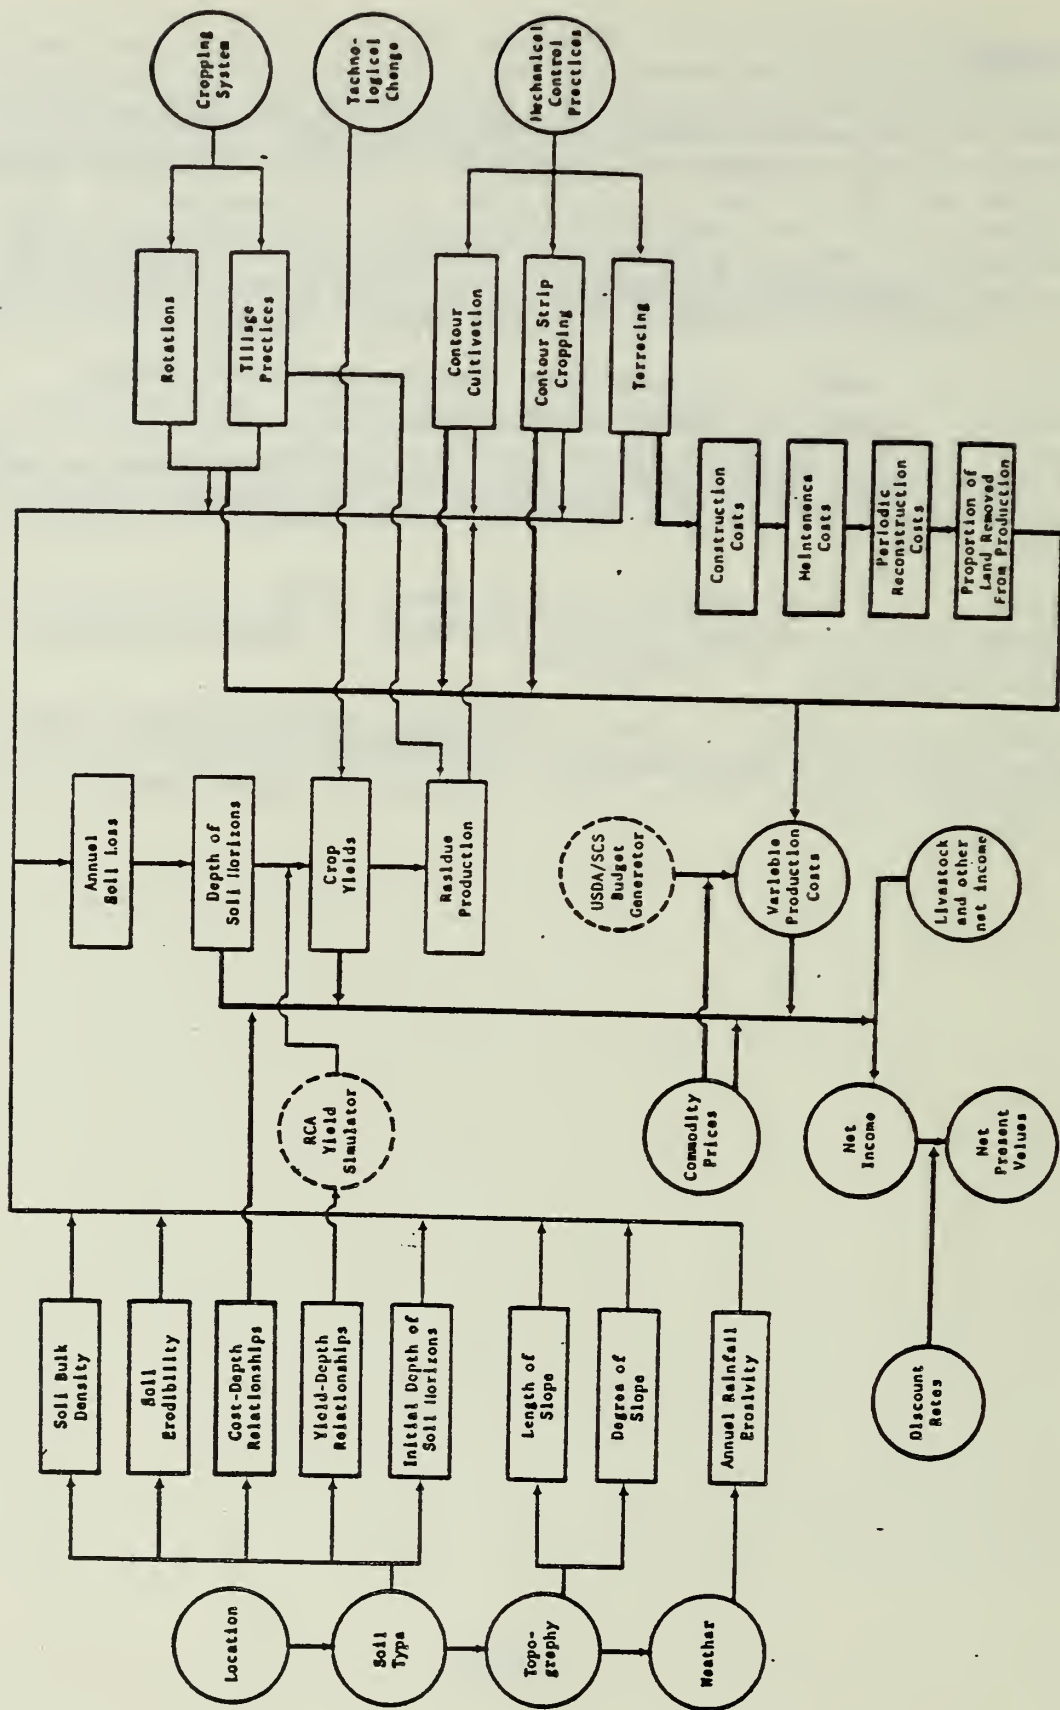 Location
Soil
Type
Topo-
graphy
Weather
Soil Bulk
Density
Soil
Erodibility
Cost-Depth
Relationships
Yield-Depth
Relationships
Initial Depth of
Soil Horizons
Length of
Slope
Degree of
Slope
Annual Rainfall
Erosivity
Discount
Rates
RCA
Yield
Simulator
Commodity
Prices
Net
Income
Net
Present
Values
Annual
Soil Loss
Depth of
Soil Horizons
Crop
Yields
Residue
Production
USDA/SCS
Budget
Generator
Variable
Production
Costs
Livestock
and other
net income
Rotations
Tillage
Practices
Contour
Cultivation
Contour Strip
Cropping
Terracing
Construction
Costs
Maintenance
Costs
Periodic
Reconstruction
Costs
Proportion of
Land Removed
From Production
Cropping
System
Techno-
logical
Change
Mechanical
Control
Practices